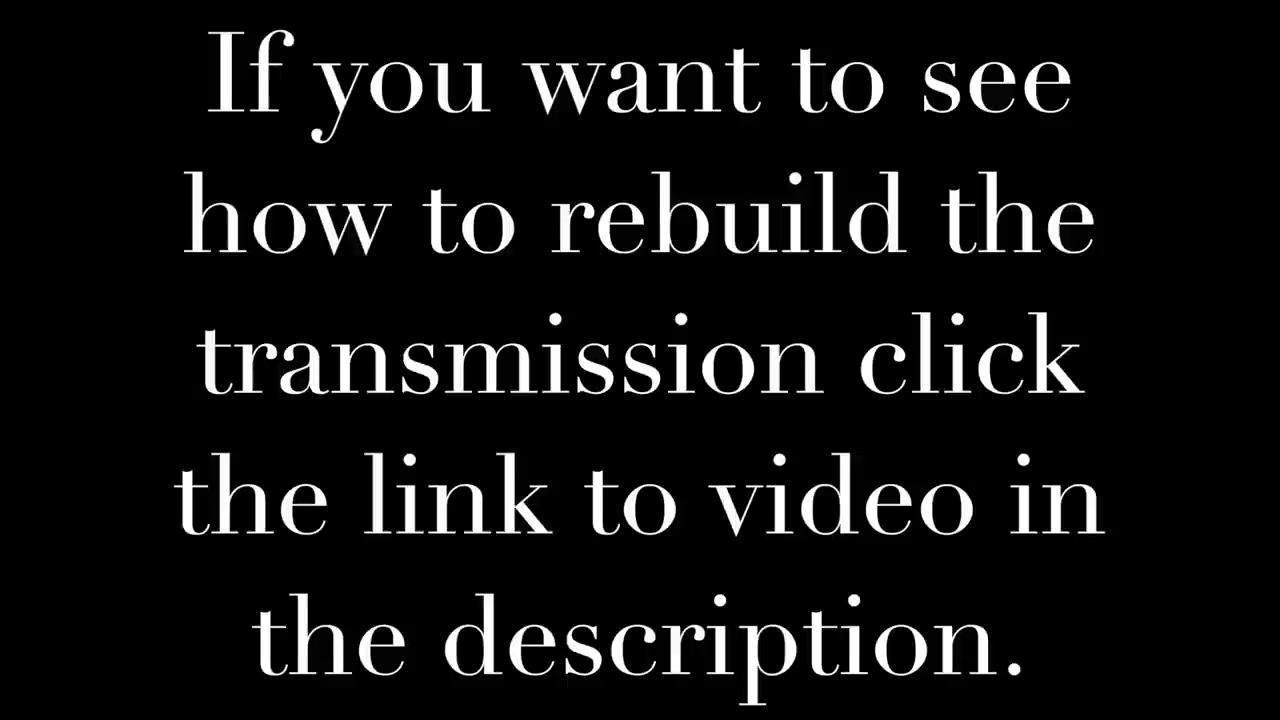 If you want to see
how to rebuild the
transmission click
the link to video in
the description.